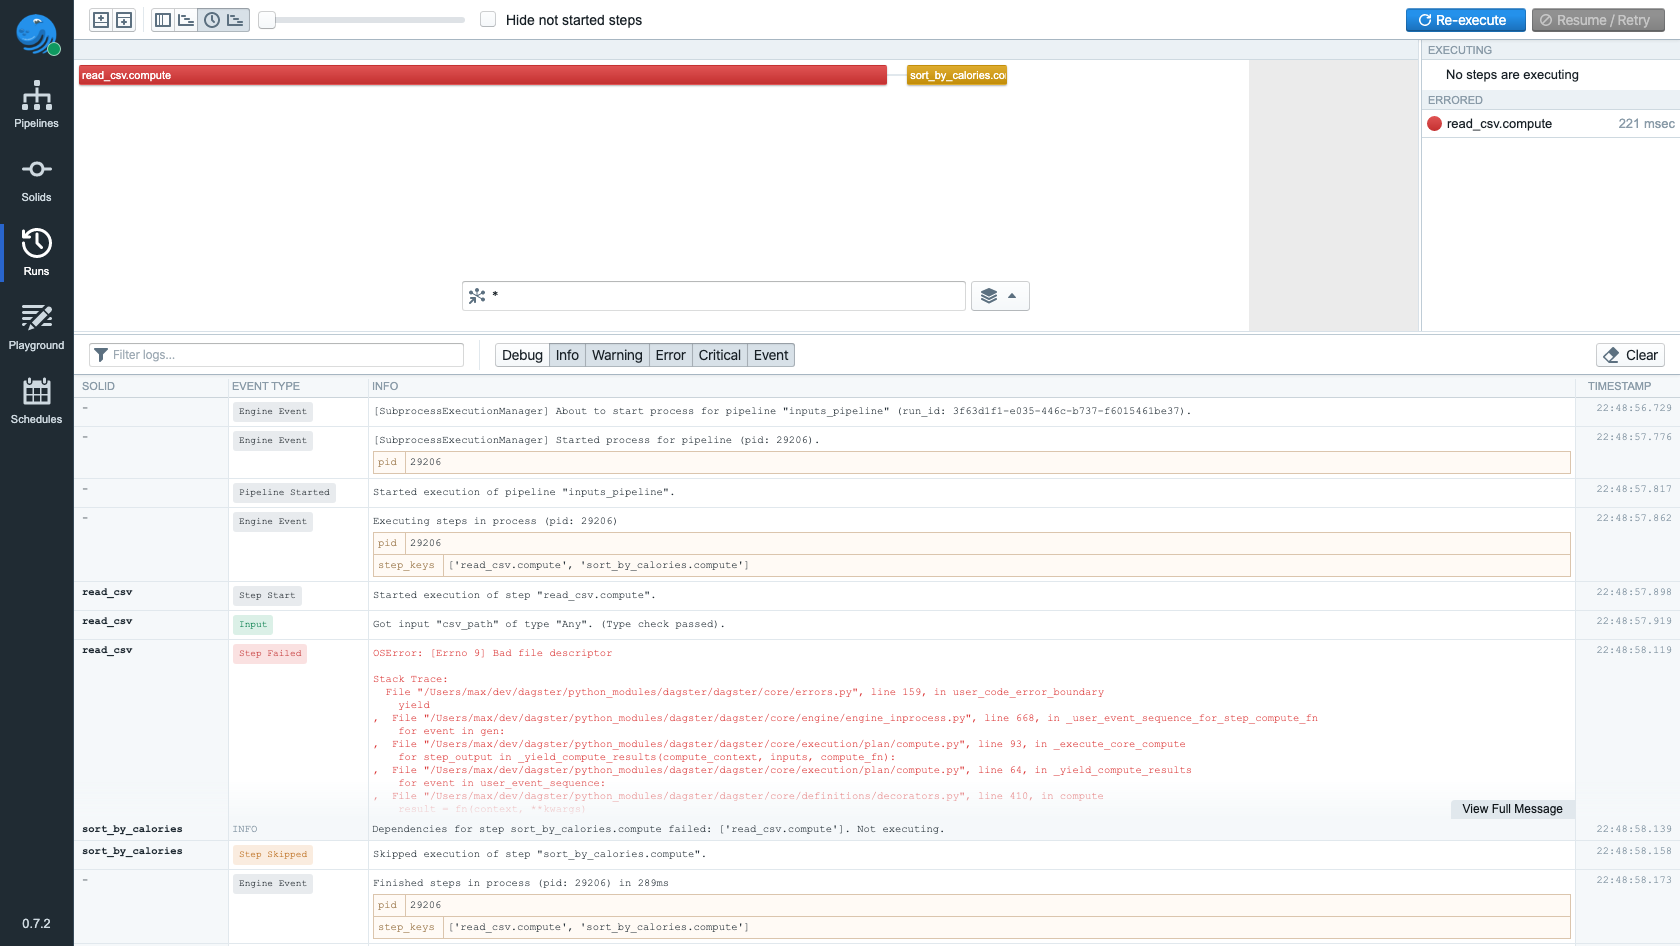 Hide not started steps
Re-execute
Resume / Retry
Pipelines
Solids
Runs
Playground
Schedules
0.7.2
read_csv.compute
sort_by_calories.co
EXECUTING
No steps are executing
ERRORED
read_csv.compute 221 msec
*
Filter logs...
Debug Info Warning Error Critical Event
Clear
SOLID EVENT TYPE INFO TIMESTAMP
- Engine Event [SubprocessExecutionManager] About to start process for pipeline "inputs_pipeline" (run_id: 3f63d1f1-e035-446c-b737-f6015461be37). 22:48:56.729
- Engine Event [SubprocessExecutionManager] Started process for pipeline (pid: 29206). 22:48:57.776
pid 29206
- Pipeline Started Started execution of pipeline "inputs_pipeline". 22:48:57.817
- Engine Event Executing steps in process (pid: 29206) 22:48:57.862
pid 29206
step_keys ['read_csv.compute', 'sort_by_calories.compute']
read_csv Step Start Started execution of step "read_csv.compute". 22:48:57.898
read_csv Input Got input "csv_path" of type "Any". (Type check passed). 22:48:57.919
read_csv Step Failed OSError: [Errno 9] Bad file descriptor 22:48:58.119
Stack Trace:
File "/Users/max/dev/dagster/python_modules/dagster/dagster/core/errors.py", line 159, in user_code_error_boundary
yield
, File "/Users/max/dev/dagster/python_modules/dagster/dagster/core/engine/engine_inprocess.py", line 668, in _user_event_sequence_for_step_compute_fn
for event in gen:
, File "/Users/max/dev/dagster/python_modules/dagster/dagster/core/execution/plan/compute.py", line 93, in _execute_core_compute
for step_output in _yield_compute_results(compute_context, inputs, compute_fn):
, File "/Users/max/dev/dagster/python_modules/dagster/dagster/core/execution/plan/compute.py", line 64, in _yield_compute_results
for event in user_event_sequence:
, File "/Users/max/dev/dagster/python_modules/dagster/dagster/core/definitions/decorators.py", line 410, in compute
result = fn(context, **kwargs)
View Full Message
sort_by_calories INFO Dependencies for step sort_by_calories.compute failed: ['read_csv.compute']. Not executing. 22:48:58.139
sort_by_calories Step Skipped Skipped execution of step "sort_by_calories.compute". 22:48:58.158
- Engine Event Finished steps in process (pid: 29206) in 289ms 22:48:58.173
pid 29206
step_keys ['read_csv.compute', 'sort_by_calories.compute']